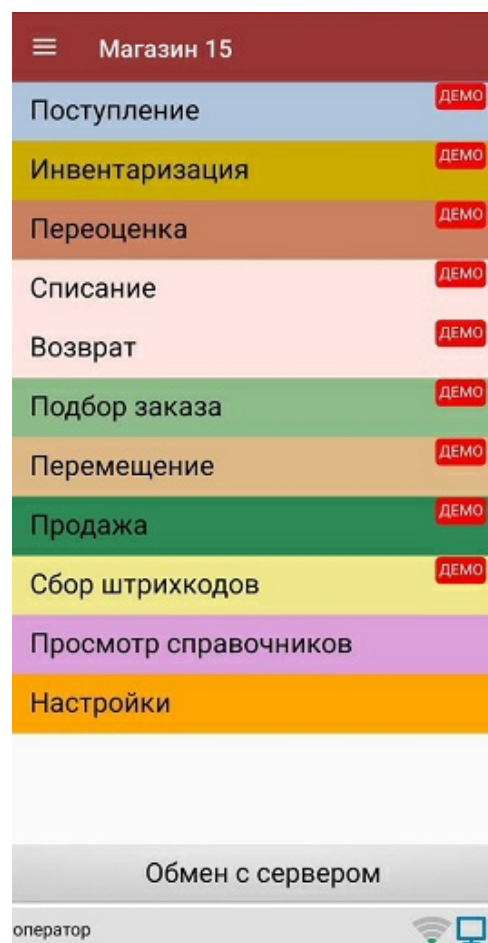 Магазин 15
Поступление ДЕМО
Инвентаризация ДЕМО
Переоценка ДЕМО
Списание ДЕМО
Возврат ДЕМО
Подбор заказа ДЕМО
Перемещение ДЕМО
Продажа ДЕМО
Сбор штрихкодов ДЕМО
Просмотр справочников
Настройки
Обмен с сервером
оператор